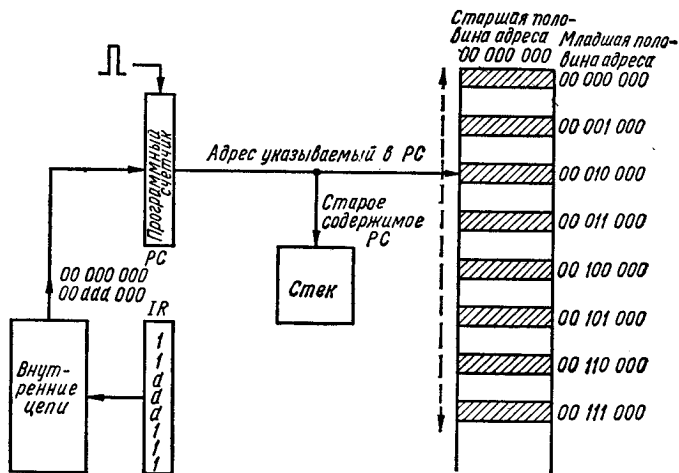 Старшая поло-
вина адреса
00 000 000
Младшая поло-
вина адреса
00 000 000
00 001 000
00 010 000
00 011 000
00 100 000
00 101 000
00 110 000
00 111 000
Программный
счётчик
PC
Адрес указываемый в PC
Старое
содержимое
PC
Стек
00 000 000
00 ddd 000
IR
1
1
d
d
d
1
1
1
Внут-
ренние
цепи